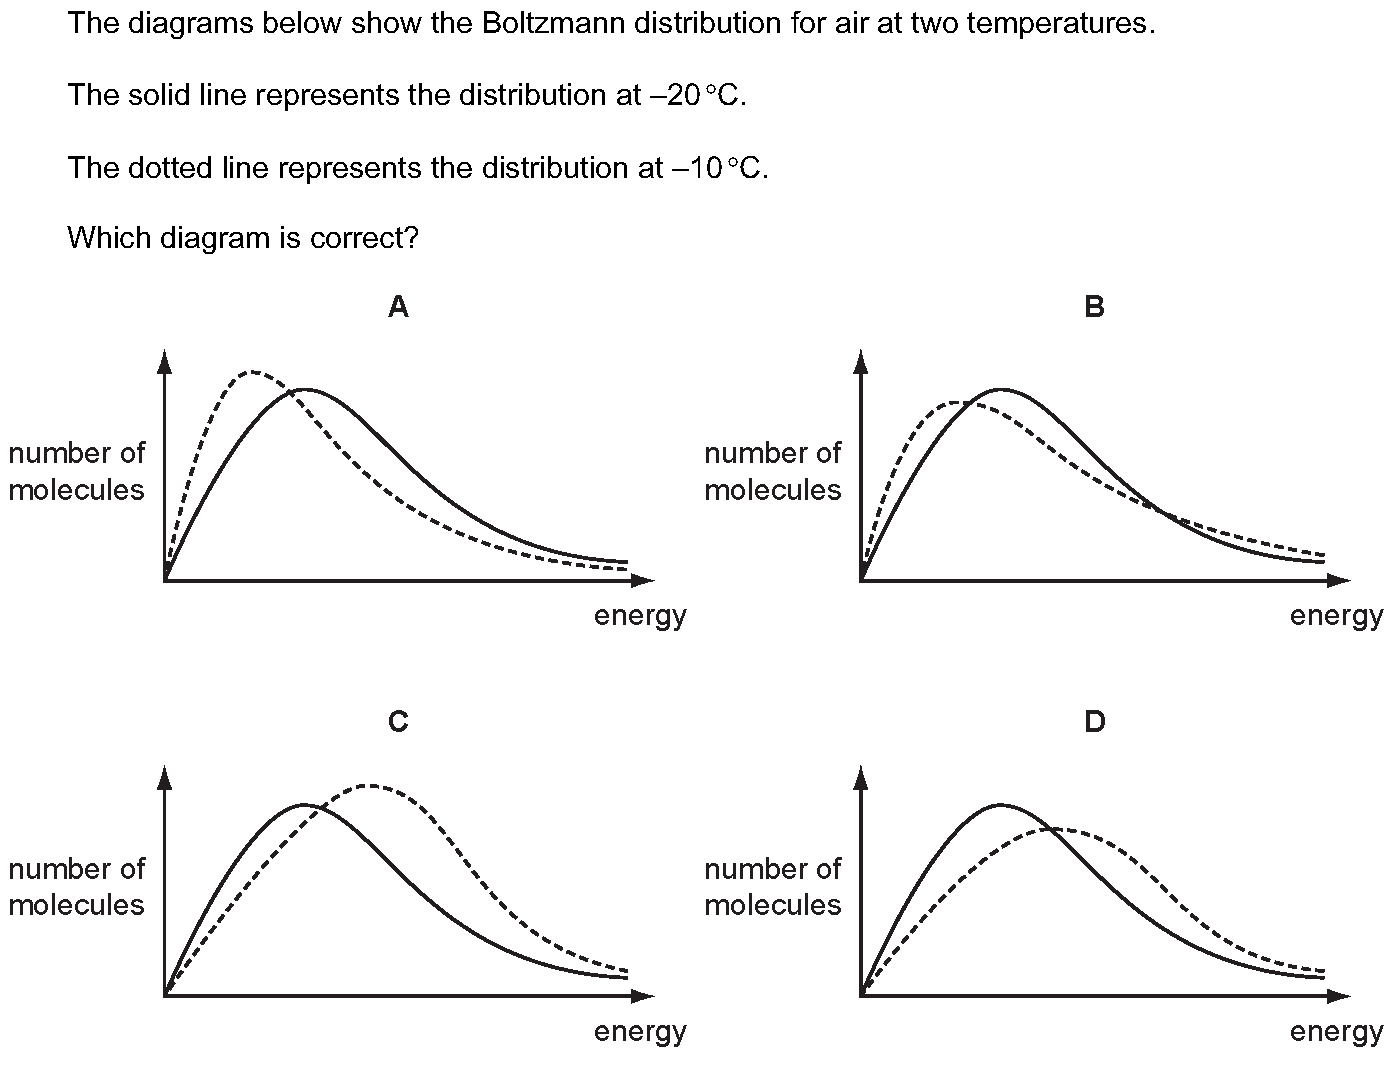 The diagrams below show the Boltzmann distribution for air at two temperatures.
The solid line represents the distribution at –20 °C.
The dotted line represents the distribution at –10 °C.
Which diagram is correct?
A
number of
molecules
energy
B
number of
molecules
energy
C
number of
molecules
energy
D
number of
molecules
energy